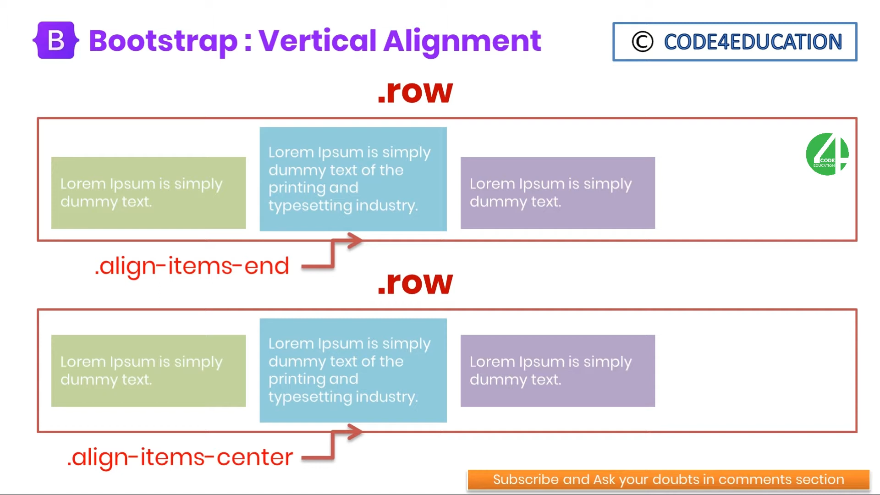 B Bootstrap : Vertical Alignment
© CODE4EDUCATION
.row
4
CODE
EDUCATION
Lorem Ipsum is simply
dummy text.
Lorem Ipsum is simply
dummy text of the
printing and
typesetting industry.
Lorem Ipsum is simply
dummy text.
.align-items-end
.row
Lorem Ipsum is simply
dummy text.
Lorem Ipsum is simply
dummy text of the
printing and
typesetting industry.
Lorem Ipsum is simply
dummy text.
.align-items-center
Subscribe and Ask your doubts in comments section